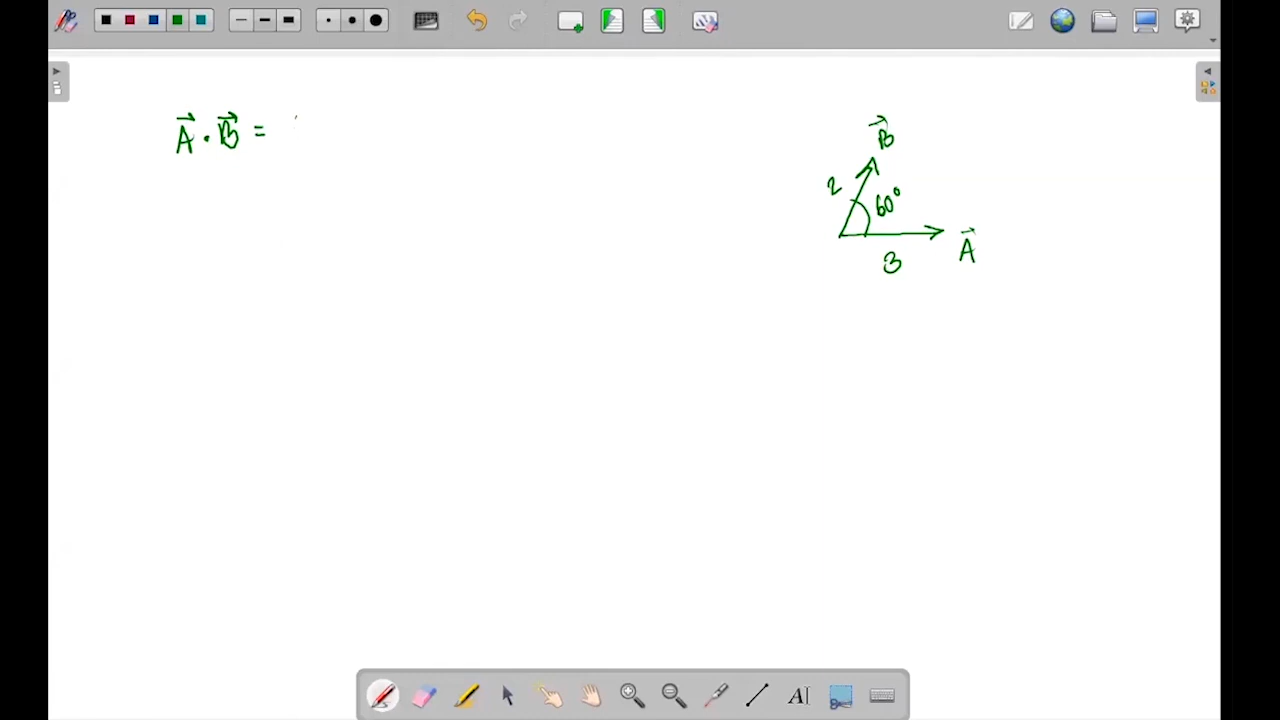 A⃗ · B⃗ =
B⃗
2
60°
A⃗
3